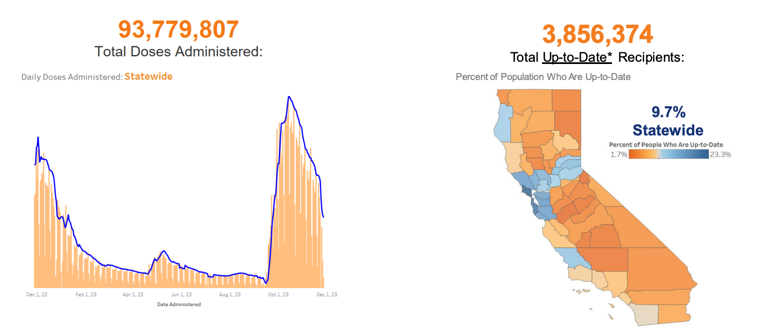 93,779,807
Total Doses Administered:
Daily Doses Administered: Statewide
Dec 1, 22
Feb 1, 23
Apr 1, 23
Jun 1, 23
Aug 1, 23
Oct 1, 23
Dec 1, 23
Date Administered
3,856,374
Total Up-to-Date* Recipients:
Percent of Population Who Are Up-to-Date
9.7%
Statewide
Percent of People Who Are Up-to-Date
1.7%
23.3%